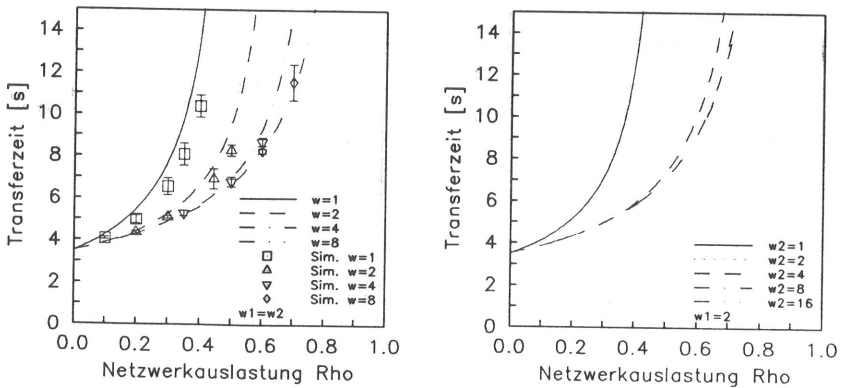 Transferzeit [s]
14
12
10
8
6
4
2
0
0.0 0.2 0.4 0.6 0.8 1.0
Netzwerkauslastung Rho
w=1
w=2
w=4
w=8
Sim. w=1
Sim. w=2
Sim. w=4
Sim. w=8
w1=w2
Transferzeit [s]
14
12
10
8
6
4
2
0
0.0 0.2 0.4 0.6 0.8 1.0
Netzwerkauslastung Rho
w2=1
w2=2
w2=4
w2=8
w2=16
w1=2